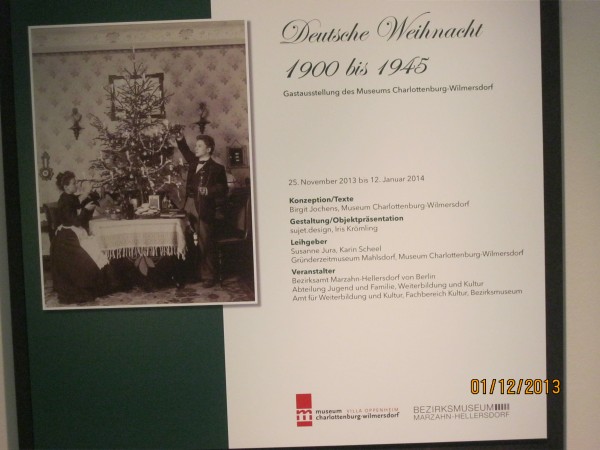 Deutsche Weihnacht
1900 bis 1945
Gastausstellung des Museums Charlottenburg-Wilmersdorf
25. November 2013 bis 12. Januar 2014
Konzeption/Texte
Birgit Jochens, Museum Charlottenburg-Wilmersdorf
Gestaltung/Objektpräsentation
sujet.design, Iris Krömling
Leihgeber
Susanne Jura, Karin Scheel
Gründerzeitmuseum Mahlsdorf, Museum Charlottenburg-Wilmersdorf
Veranstalter
Bezirksamt Marzahn-Hellersdorf von Berlin
Abteilung Jugend und Familie, Weiterbildung und Kultur
Amt für Weiterbildung und Kultur, Fachbereich Kultur, Bezirksmuseum
01/12/2013
m museum VILLA OPPENHEIM
charlottenburg-wilmersdorf
BEZIRKSMUSEUM
MARZAHN-HELLERSDORF